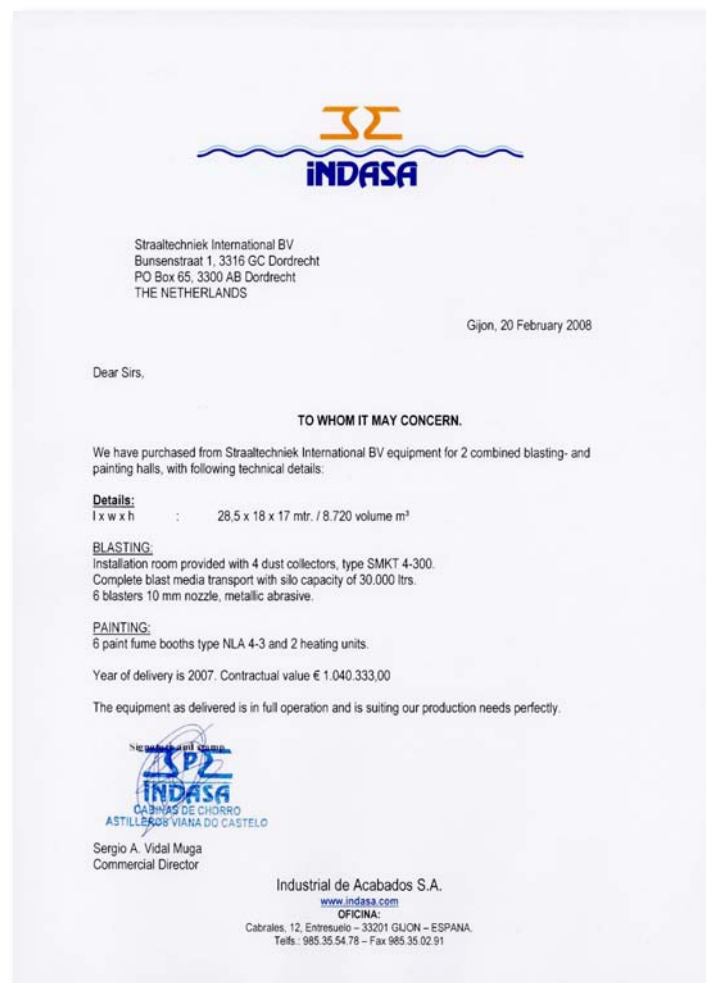 INDASA
Straaltechniek International BV
Bunsenstraat 1, 3316 GC Dordrecht
PO Box 65, 3300 AB Dordrecht
THE NETHERLANDS
Gijon, 20 February 2008
Dear Sirs,
TO WHOM IT MAY CONCERN.
We have purchased from Straaltechniek International BV equipment for 2 combined blasting- and
painting halls, with following technical details:
Details:
l x w x h : 28,5 x 18 x 17 mtr. / 8.720 volume m³
BLASTING:
Installation room provided with 4 dust collectors, type SMKT 4-300.
Complete blast media transport with silo capacity of 30.000 ltrs.
6 blasters 10 mm nozzle, metallic abrasive.
PAINTING:
6 paint fume booths type NLA 4-3 and 2 heating units.
Year of delivery is 2007. Contractual value € 1.040.333,00
The equipment as delivered is in full operation and is suiting our production needs perfectly.
Signature and stamp
P
INDASA
CABINAS DE CHORRO
ASTILLEROS VIANA DO CASTELO
Sergio A. Vidal Muga
Commercial Director
Industrial de Acabados S.A.
www.indasa.com
OFICINA:
Cabrales, 12, Entresuelo – 33201 GIJON – ESPANA.
Telfs.: 985.35.54.78 – Fax 985.35.02.91